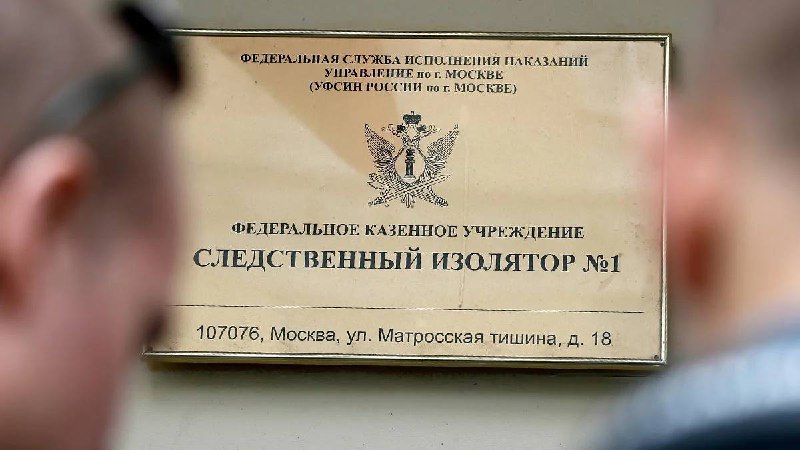 ФЕДЕРАЛЬНАЯ СЛУЖБА ИСПОЛНЕНИЯ НАКАЗАНИЙ
УПРАВЛЕНИЕ по г. МОСКВЕ
(УФСИН РОССИИ по г. МОСКВЕ)
ФЕДЕРАЛЬНОЕ КАЗЕННОЕ УЧРЕЖДЕНИЕ
СЛЕДСТВЕННЫЙ ИЗОЛЯТОР №1
107076, Москва, ул. Матросская тишина, д. 18